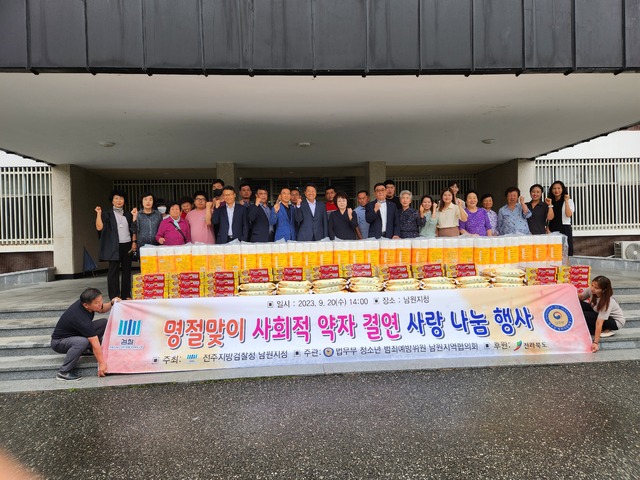 • 일시 : 2023. 9. 20(수) 14:00 • 장소 : 남원지청
검찰
명절맞이 사회적 약자 결연 사랑 나눔 행사
• 주최 : 전주지방검찰청 남원지청 • 주관 : 법무부 청소년 범죄예방위원 남원지역협의회 • 후원 : 전라북도